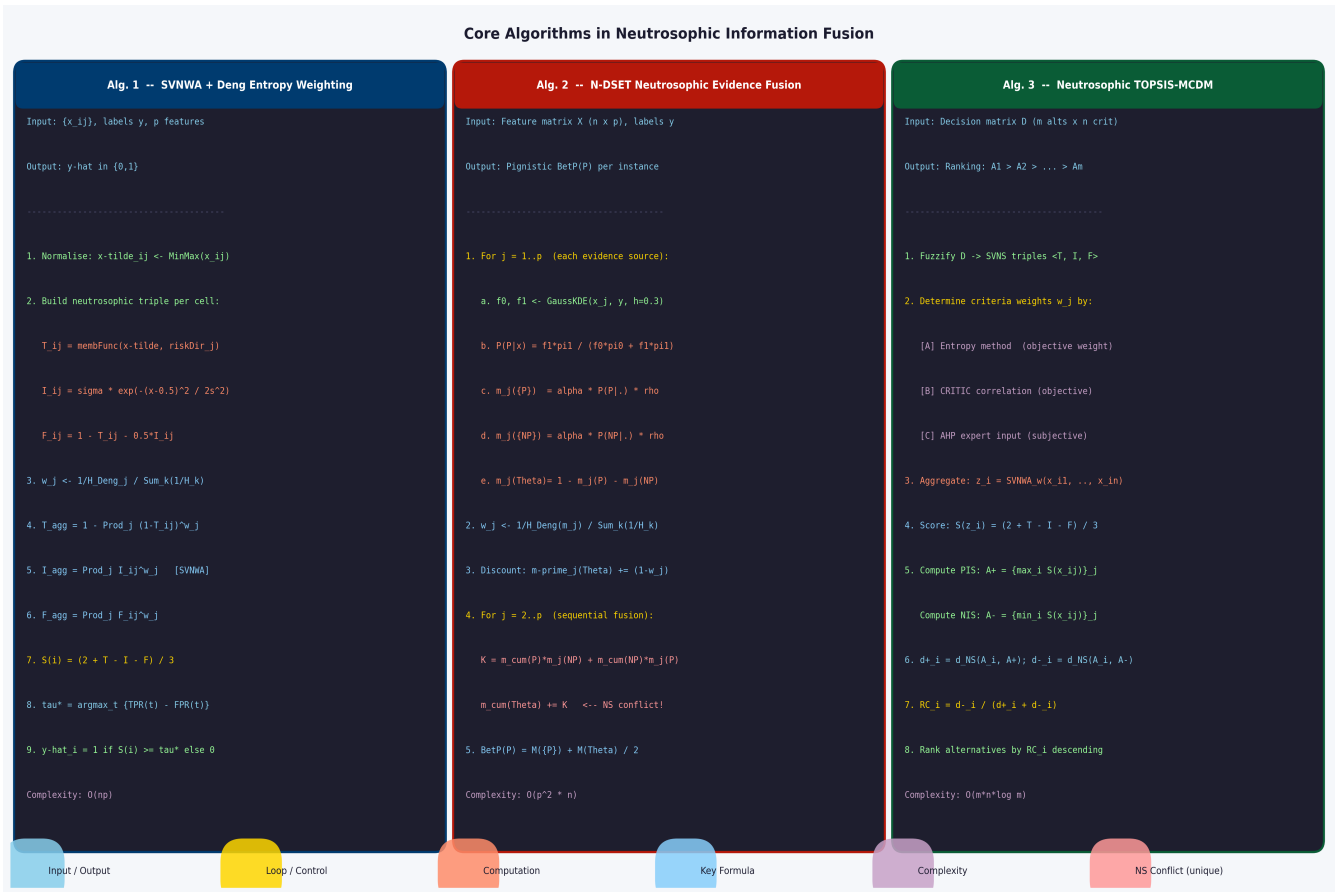 Core Algorithms in Neutrosophic Information Fusion
Alg. 1 -- SVNWA + Deng Entropy Weighting
Input: {x_ij}, labels y, p features
Output: y-hat in {0,1}
--------------------------------------
1. Normalise: x-tilde_ij <- MinMax(x_ij)
2. Build neutrosophic triple per cell:
T_ij = membFunc(x-tilde, riskDir_j)
I_ij = sigma * exp(-(x-0.5)^2 / 2s^2)
F_ij = 1 - T_ij - 0.5*I_ij
3. w_j <- 1/H_Deng_j / Sum_k(1/H_k)
4. T_agg = 1 - Prod_j (1-T_ij)^w_j
5. I_agg = Prod_j I_ij^w_j [SVNWA]
6. F_agg = Prod_j F_ij^w_j
7. S(i) = (2 + T - I - F) / 3
8. tau* = argmax_t {TPR(t) - FPR(t)}
9. y-hat_i = 1 if S(i) >= tau* else 0
Complexity: O(np)
Alg. 2 -- N-DSET Neutrosophic Evidence Fusion
Input: Feature matrix X (n x p), labels y
Output: Pignistic BetP(P) per instance
--------------------------------------
1. For j = 1..p (each evidence source):
a. f0, f1 <- GaussKDE(x_j, y, h=0.3)
b. P(P|x) = f1*pi1 / (f0*pi0 + f1*pi1)
c. m_j({P}) = alpha * P(P|.) * rho
d. m_j({NP}) = alpha * P(NP|.) * rho
e. m_j(Theta)= 1 - m_j(P) - m_j(NP)
2. w_j <- 1/H_Deng(m_j) / Sum_k(1/H_k)
3. Discount: m-prime_j(Theta) += (1-w_j)
4. For j = 2..p (sequential fusion):
K = m_cum(P)*m_j(NP) + m_cum(NP)*m_j(P)
m_cum(Theta) += K <-- NS conflict!
5. BetP(P) = M({P}) + M(Theta) / 2
Complexity: O(p^2 * n)
Alg. 3 -- Neutrosophic TOPSIS-MCDM
Input: Decision matrix D (m alts x n crit)
Output: Ranking: A1 > A2 > ... > Am
--------------------------------------
1. Fuzzify D -> SVNS triples <T, I, F>
2. Determine criteria weights w_j by:
[A] Entropy method (objective weight)
[B] CRITIC correlation (objective)
[C] AHP expert input (subjective)
3. Aggregate: z_i = SVNWA_w(x_i1, .., x_in)
4. Score: S(z_i) = (2 + T - I - F) / 3
5. Compute PIS: A+ = {max_i S(x_ij)}_j
Compute NIS: A- = {min_i S(x_ij)}_j
6. d+_i = d_NS(A_i, A+); d-_i = d_NS(A_i, A-)
7. RC_i = d-_i / (d+_i + d-_i)
8. Rank alternatives by RC_i descending
Complexity: O(m*n*log m)
Input / Output
Loop / Control
Computation
Key Formula
Complexity
NS Conflict (unique)